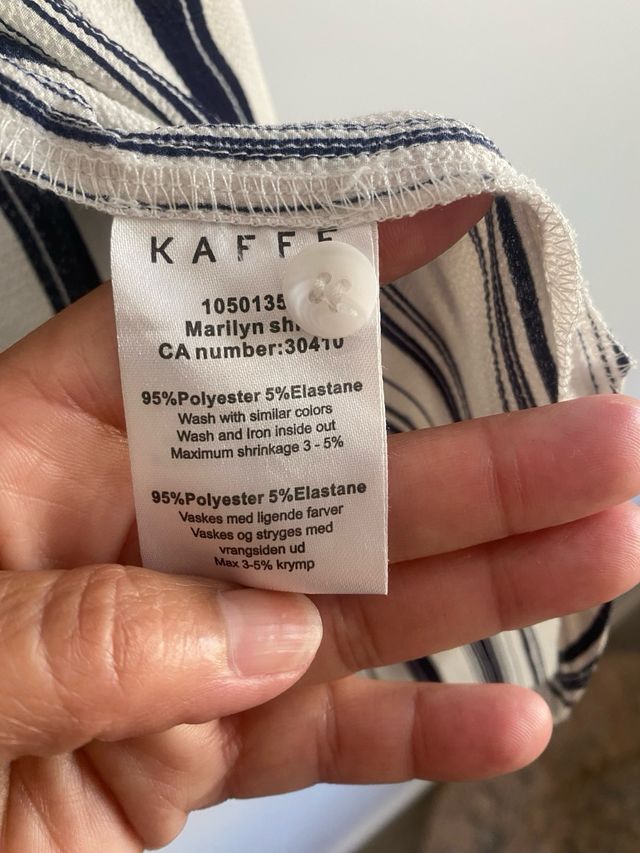 KAFFE
Marilyn
CA number:30410
95%Polyester 5%Elastane
Wash with similar colors
Wash and Iron inside out
Maximum shrinkage 3 - 5%
95%Polyester 5%Elastane
Vaskes med ligende farver
Vaskes og stryges med
vrangsiden ud
Max 3-5% krymp